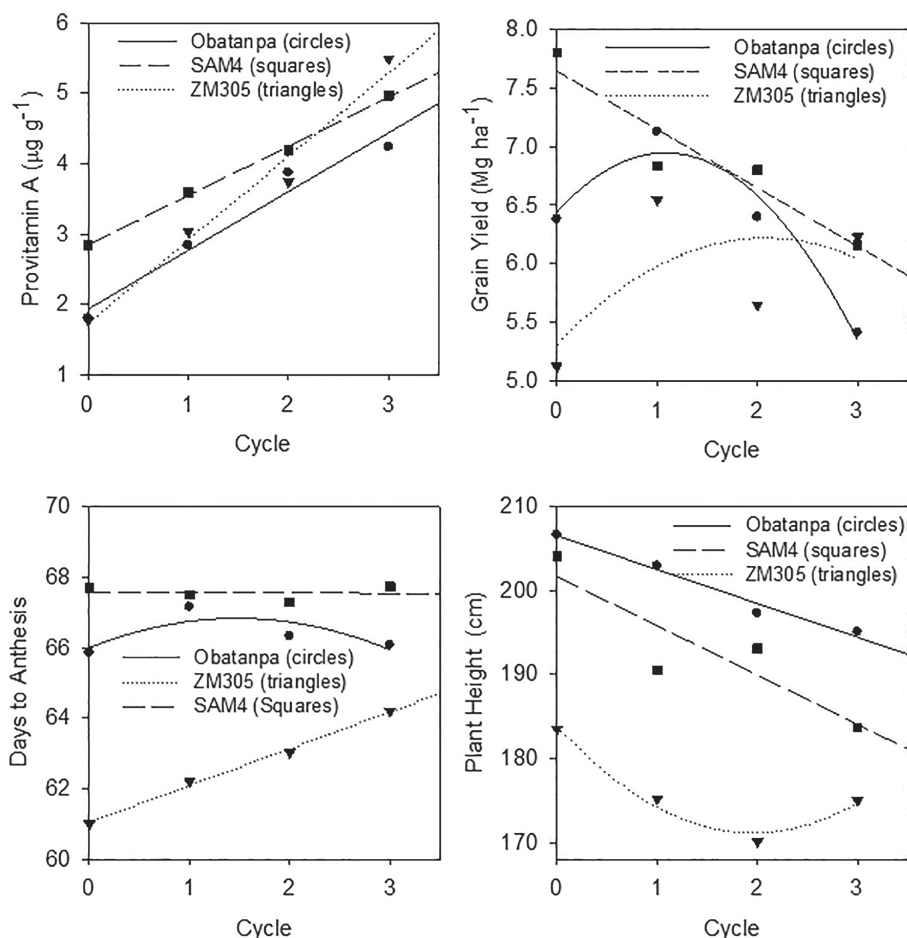 Provitamin A (µg g⁻¹)
6
5
4
3
2
1
Obatanpa (circles)
SAM4 (squares)
ZM305 (triangles)
0 1 2 3
Cycle
Grain Yield (Mg ha⁻¹)
8.0
7.5
7.0
6.5
6.0
5.5
5.0
Obatanpa (circles)
SAM4 (squares)
ZM305 (triangles)
0 1 2 3
Cycle
Days to Anthesis
70
68
66
64
62
60
Obatanpa (circles)
ZM305 (triangles)
SAM4 (Squares)
0 1 2 3
Cycle
Plant Height (cm)
210
200
190
180
170
Obatanpa (circles)
SAM4 (squares)
ZM305 (triangles)
0 1 2 3
Cycle